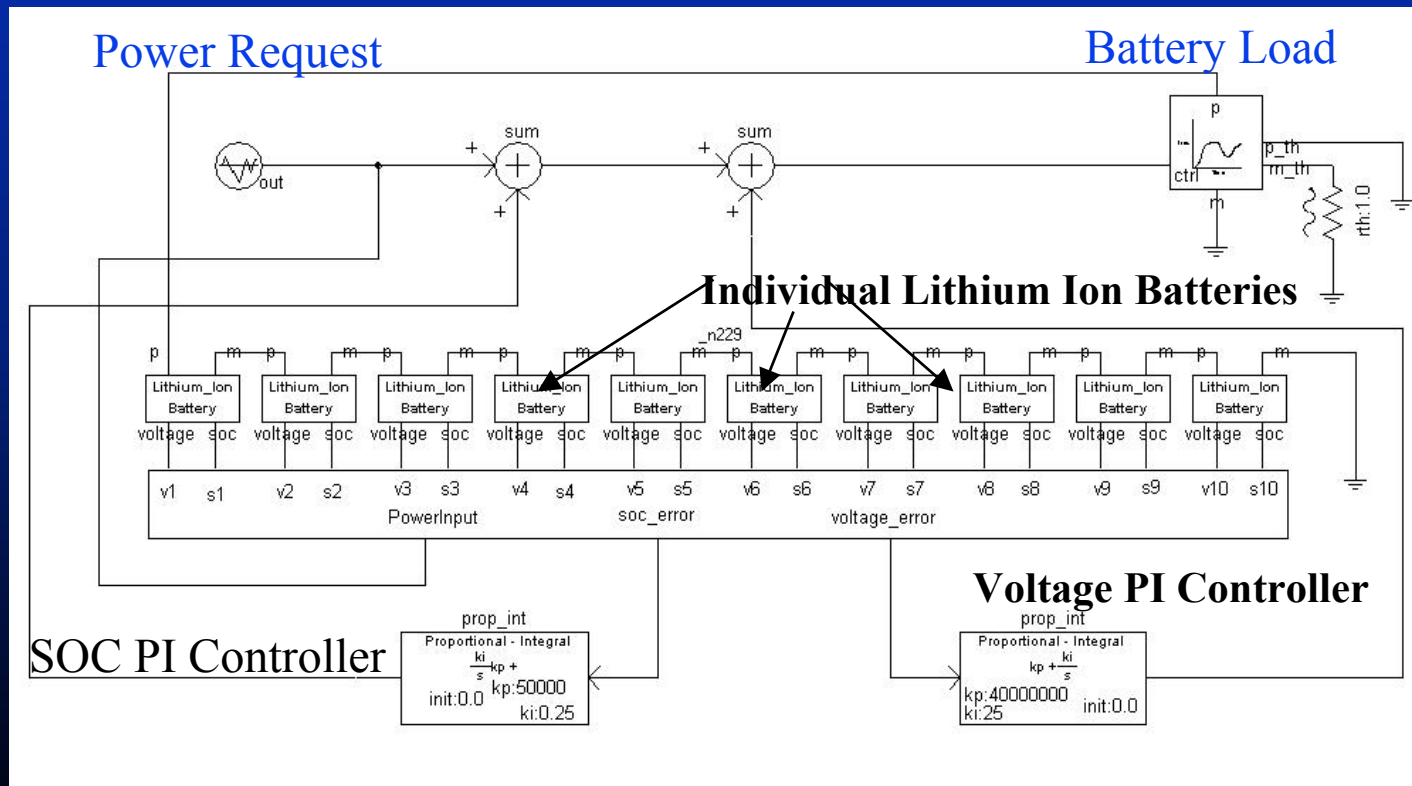 Power Request
Battery Load
out
+
sum
+
+
sum
+
+
+
p
ctrl
m
p_th
m_th
rth:1.0
Individual Lithium Ion Batteries
_n229
p m p m p m p m p m p m p m p m p m p m
Lithium_Ion Lithium_Ion Lithium_Ion Lithium_Ion Lithium_Ion Lithium_Ion Lithium_Ion Lithium_Ion Lithium_Ion Lithium_Ion
Battery Battery Battery Battery Battery Battery Battery Battery Battery Battery
voltage soc voltage soc voltage soc voltage soc voltage soc voltage soc voltage soc voltage soc voltage soc voltage soc
v1 s1 v2 s2 v3 s3 v4 s4 v5 s5 v6 s6 v7 s7 v8 s8 v9 s9 v10 s10
PowerInput soc_error voltage_error
SOC PI Controller
prop_int
Proportional - Integral
ki
s kp +
kp:50000
init:0.0
ki:0.25
Voltage PI Controller
prop_int
Proportional - Integral
kp + ki
s
kp:40000000
ki:25
init:0.0